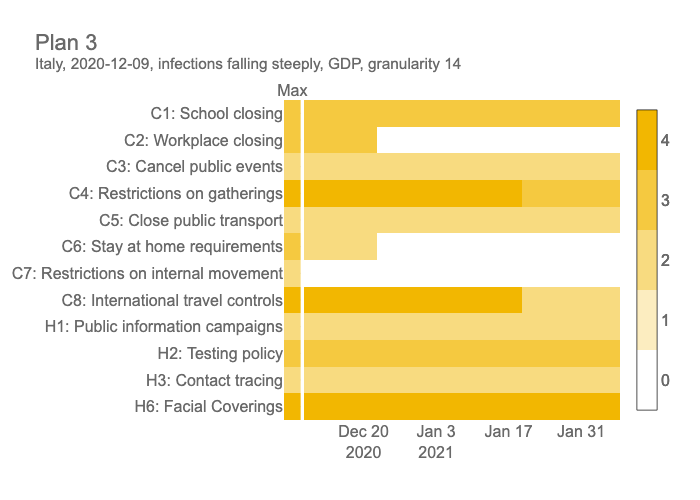 Plan 3
Italy, 2020-12-09, infections falling steeply, GDP, granularity 14
Max
C1: School closing
C2: Workplace closing
C3: Cancel public events
C4: Restrictions on gatherings
C5: Close public transport
C6: Stay at home requirements
C7: Restrictions on internal movement
C8: International travel controls
H1: Public information campaigns
H2: Testing policy
H3: Contact tracing
H6: Facial Coverings
4
3
2
1
0
Dec 20 Jan 3 Jan 17 Jan 31
2020 2021